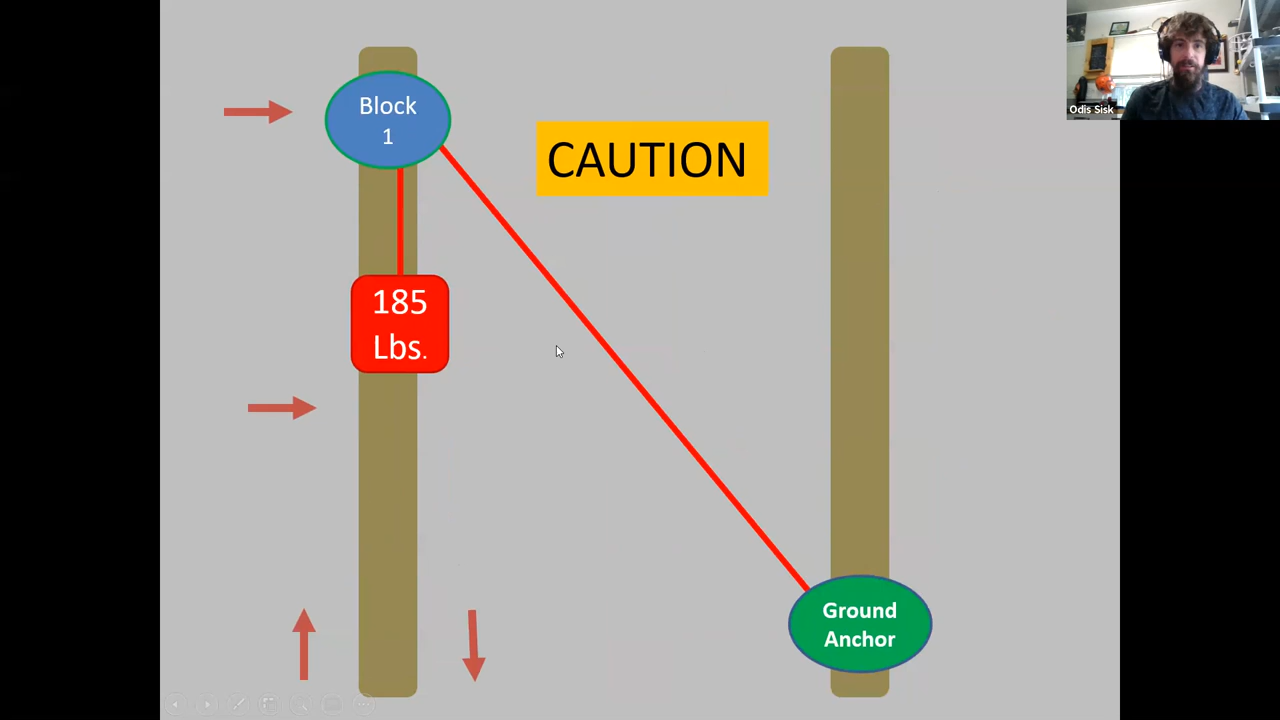 Block
1
CAUTION
185
Lbs.
Ground
Anchor
Odis Sisk